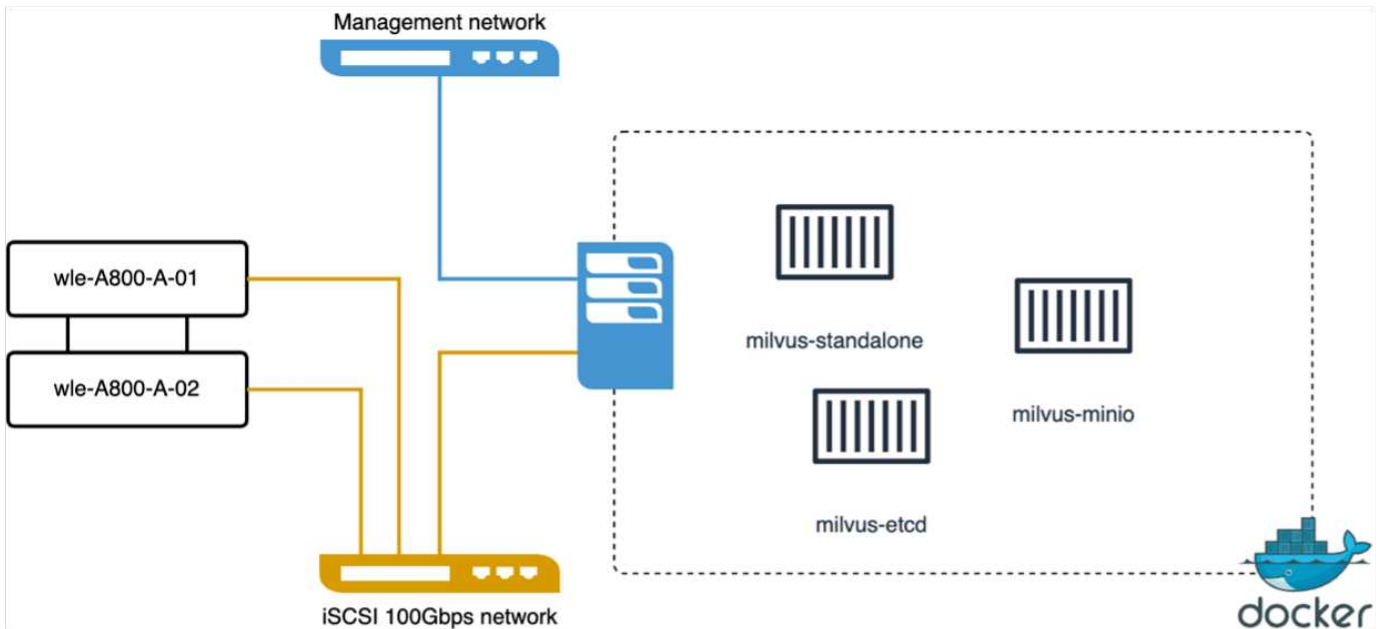 Management network
wle-A800-A-01
wle-A800-A-02
milvus-standalone
milvus-minio
milvus-etcd
iSCSI 100Gbps network
docker